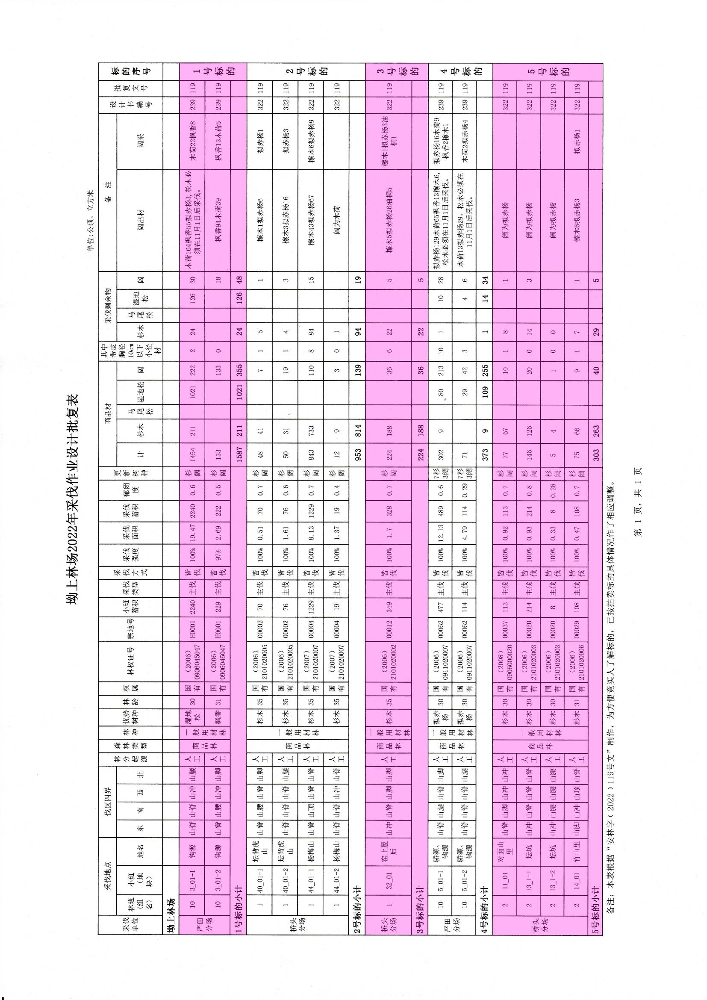 坳上林场2022年采伐作业设计批复表
单位:公顷、立方米
采伐单位 采伐地点 伐区四界 林分起源 森林类型 林种 优势树种 林龄 权属 林权证号 宗地号 小班蓄积 采伐类型 采伐方式 采伐强度 采伐面积 采伐蓄积 郁闭度 更新树种 商品材 其中带皮胸径10cm以下小径材 采伐剩余物 备 注 设计书编号 批复文号 标的序号
林班(组名) 小班(地块) 地名 东 南 西 北 计 杉木 马尾松 湿地松 阔 杉木 马尾松 湿地松 阔 阔出材 阔采
坳上林场
严田分场 10 3_01-1 钩源 山脊 山脊 山冲 山腰 人工 商品林 一般用材林 湿地松 30 国有 (2006)0906045047 H0001 2240 主伐 皆伐 100% 19.47 2240 0.6 杉阔 1454 211 1021 222 2 24 126 30 木荷164枫香55拟赤杨3,松木必须在11月1日后采伐。 木荷22枫香8 239 119 1号标的
10 3_01-2 钩源 山脊 山腰 山冲 山脚 人工 枫香 31 国有 (2006)0906045047 H0001 229 主伐 皆伐 97% 2.69 222 0.5 杉阔 133 133 0 18 枫香94木荷39 枫香13木荷5 239 119
1号标的小计 1587 211 1021 355 24 126 48
桥头分场 1 40_01-1 坛背虎山 山脊 山腰 山脊 山脚 人工 商品林 一般用材林 杉木 35 国有 (2006)2101020005 00002 70 主伐 皆伐 100% 0.51 70 0.7 杉阔 48 41 7 1 5 1 檫木1拟赤杨6 拟赤杨1 322 119 2号标的
1 40_01-2 坛背虎山 山脊 山脊 山脊 山腰 人工 杉木 35 国有 (2006)2101020005 00002 76 主伐 皆伐 100% 1.61 76 0.6 杉阔 50 31 19 1 4 3 檫木3拟赤杨16 拟赤杨3 322 119
1 44_01-1 杨梅山 山脊 山顶 山脊 山脊 人工 杉木 35 国有 (2007)2101020007 00004 1229 主伐 皆伐 100% 8.13 1229 0.7 杉阔 843 733 110 8 84 15 檫木43拟赤杨67 檫木6拟赤杨9 322 119
1 44_01-2 杨梅山 山脊 山脊 山冲 山脊 人工 杉木 35 国有 (2007)2101020007 00004 19 主伐 皆伐 100% 1.37 19 0.4 杉阔 12 9 3 0 1 阔为木荷 322 119
2号标的小计 953 814 139 94 19
桥头分场 1 32_01 窑上屋后 山冲 山脊 山脚 山脚 人工 商品林 一般用材林 杉木 35 国有 (2006)2101020002 00012 349 主伐 皆伐 100% 1.7 328 0.7 杉阔 224 188 36 6 22 5 檫木5拟赤杨26油桐5 檫木1拟赤杨3油桐1 322 119 3号标的
3号标的小计 224 188 36 22 5
严田分场 10 5_01-1 骄源、钩源 山脊 山腰 山脊 山脚 人工 商品林 一般用材林 拟赤杨 30 国有 (2006)0911020007 00062 477 主伐 皆伐 100% 12.13 489 0.6 7杉3阔 302 9 80 213 10 1 10 28 拟赤杨129木荷65枫香13檫木6,松木必须在11月1日后采伐。 拟赤杨16木荷9枫香2檫木1 239 119 4号标的
10 5_01-2 骄源、钩源 山脊 山脊 山脊 山腰 人工 拟赤杨 30 国有 (2006)0911020007 00062 114 主伐 皆伐 100% 4.79 114 0.29 7杉3阔 71 29 42 3 4 6 木荷13拟赤杨29,松木必须在11月1日后采伐。 木荷2拟赤杨4 239 119
4号标的小计 373 9 109 255 1 14 34
桥头分场 2 11_01 对面山里 山脊 山脚 山冲 山冲 人工 商品林 一般用材林 杉木 30 国有 (2008)0906000020 00037 113 主伐 皆伐 100% 0.92 113 0.7 杉阔 77 67 10 1 8 1 阔为拟赤杨 322 119 5号标的
2 13_1-1 坛坑 山冲 山脊 山脊 山脊 人工 杉木 30 国有 (2006)2101020003 00020 214 主伐 皆伐 100% 0.93 214 0.8 杉阔 146 126 20 0 14 3 阔为拟赤杨 322 119
2 13_1-2 坛坑 山冲 山腰 山腰 山腰 人工 杉木 30 国有 (2006)2101020003 00020 8 主伐 皆伐 100% 0.33 8 0.28 杉阔 5 4 1 0 0 阔为拟赤杨 322 119
2 14_01 竹山里 山脚 山冲 山顶 山脊 人工 杉木 31 国有 (2006)2101020006 00029 108 主伐 皆伐 100% 0.47 108 0.7 杉阔 75 66 9 1 7 1 檫木6拟赤杨3 拟赤杨1 322 119
5号标的小计 303 263 40 29 5
备注:本表根据“安林字(2022)119号文”制作,为方便竞买人了解标的,已按拍卖标的具体情况作了相应调整。
第 1 页,共 1 页